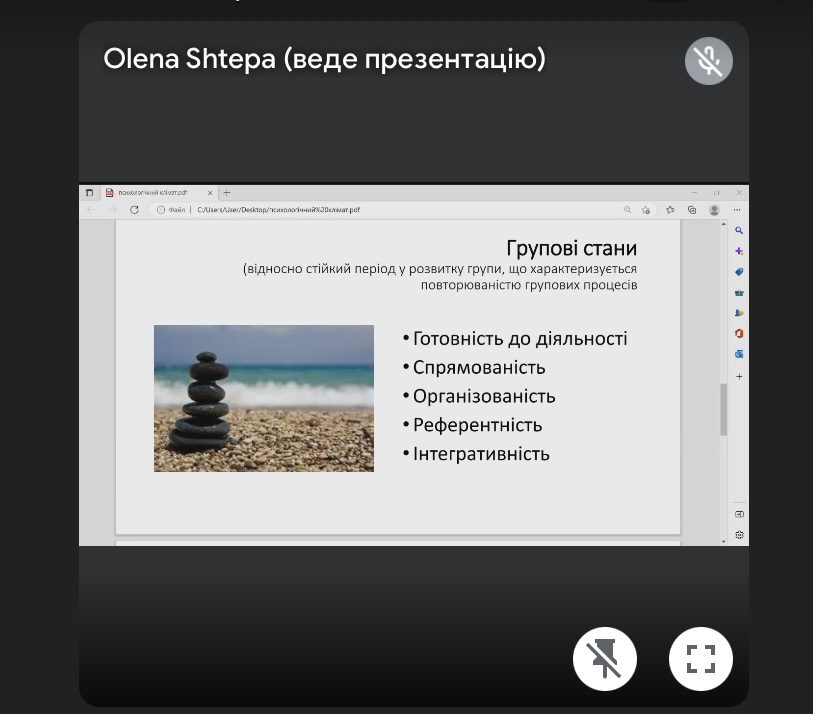 Olena Shtepa (веде презентацію)
психологічний клімат.pdf
Файл | C:/Users/User/Desktop/психологічний%20клімат.pdf
Групові стани
(відносно стійкий період у розвитку групи, що характеризується
повторюваністю групових процесів
• Готовність до діяльності
• Спрямованість
• Організованість
• Референтність
• Інтегративність